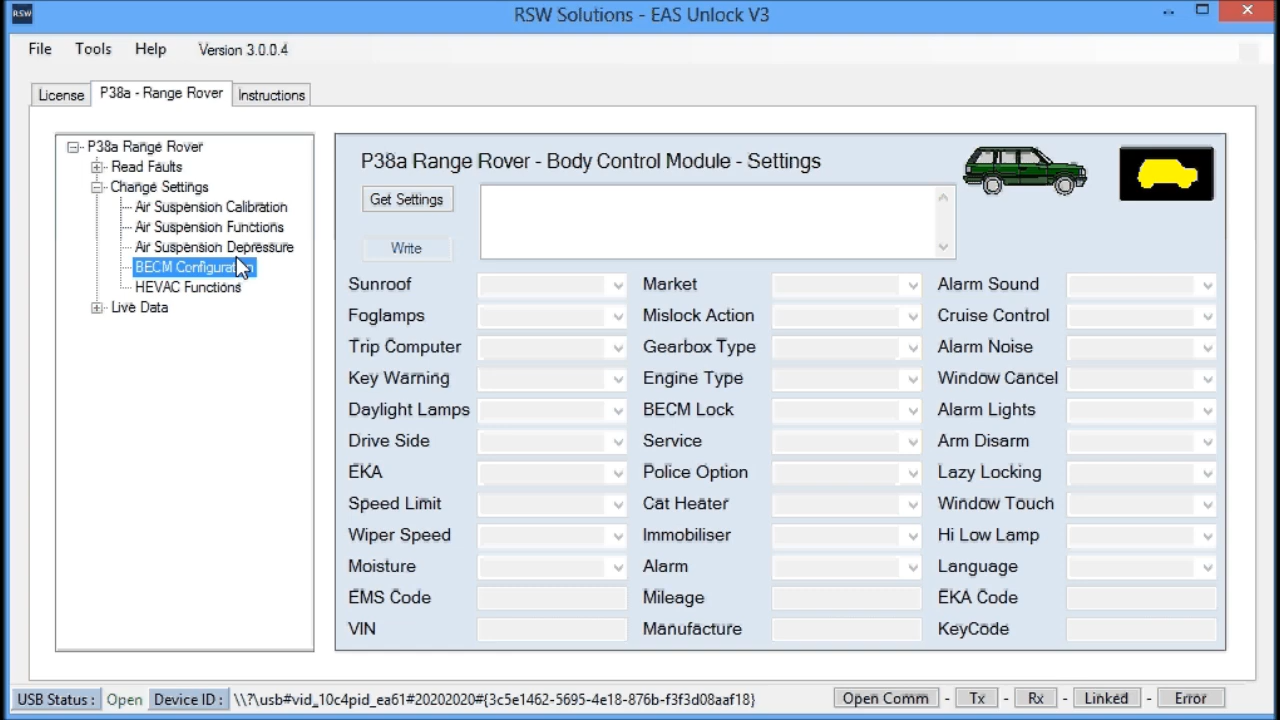 RSW
RSW Solutions - EAS Unlock V3
File Tools Help Version 3.0.0.4
License P38a - Range Rover Instructions
P38a Range Rover
Read Faults
Change Settings
Air Suspension Calibration
Air Suspension Functions
Air Suspension Depressure
BECM Configuration
HEVAC Functions
Live Data
P38a Range Rover - Body Control Module - Settings
Get Settings
Write
Sunroof Market Alarm Sound
Foglamps Mislock Action Cruise Control
Trip Computer Gearbox Type Alarm Noise
Key Warning Engine Type Window Cancel
Daylight Lamps BECM Lock Alarm Lights
Drive Side Service Arm Disarm
EKA Police Option Lazy Locking
Speed Limit Cat Heater Window Touch
Wiper Speed Immobiliser Hi Low Lamp
Moisture Alarm Language
EMS Code Mileage EKA Code
VIN Manufacture KeyCode
USB Status : Open Device ID : \\?\usb#vid_10c4pid_ea61#20202020#{3c5e1462-5695-4e18-876b-f3f3d08aaf18} Open Comm - Tx - Rx - Linked - Error